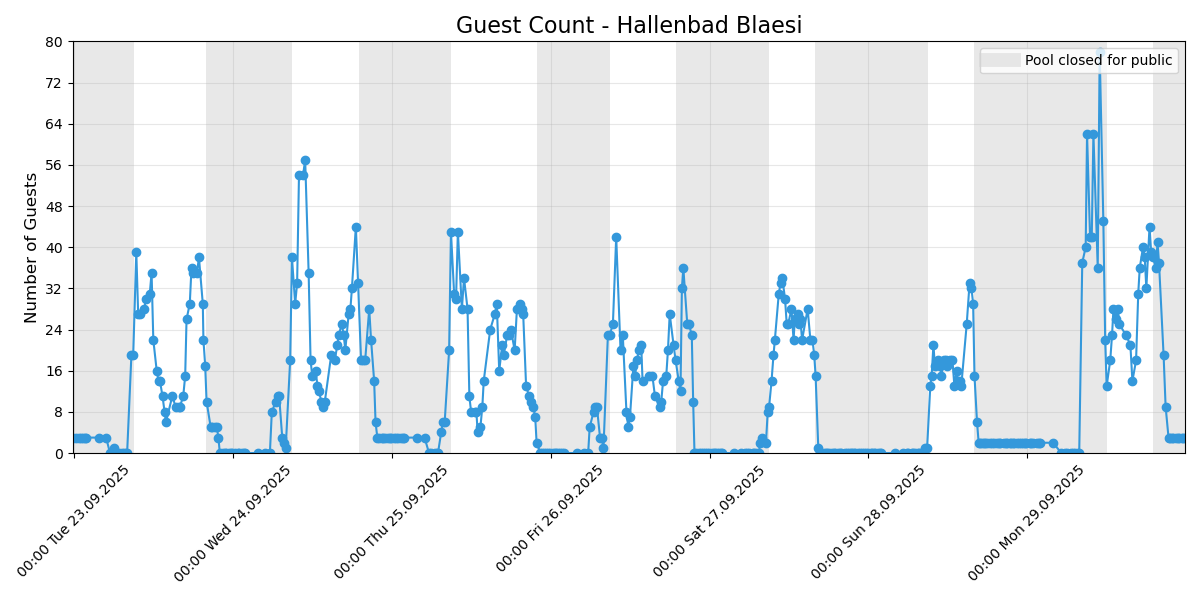 Guest Count - Hallenbad Blaesi
Pool closed for public
Number of Guests
80
72
64
56
48
40
32
24
16
8
0
00:00 Tue 23.09.2025
00:00 Wed 24.09.2025
00:00 Thu 25.09.2025
00:00 Fri 26.09.2025
00:00 Sat 27.09.2025
00:00 Sun 28.09.2025
00:00 Mon 29.09.2025